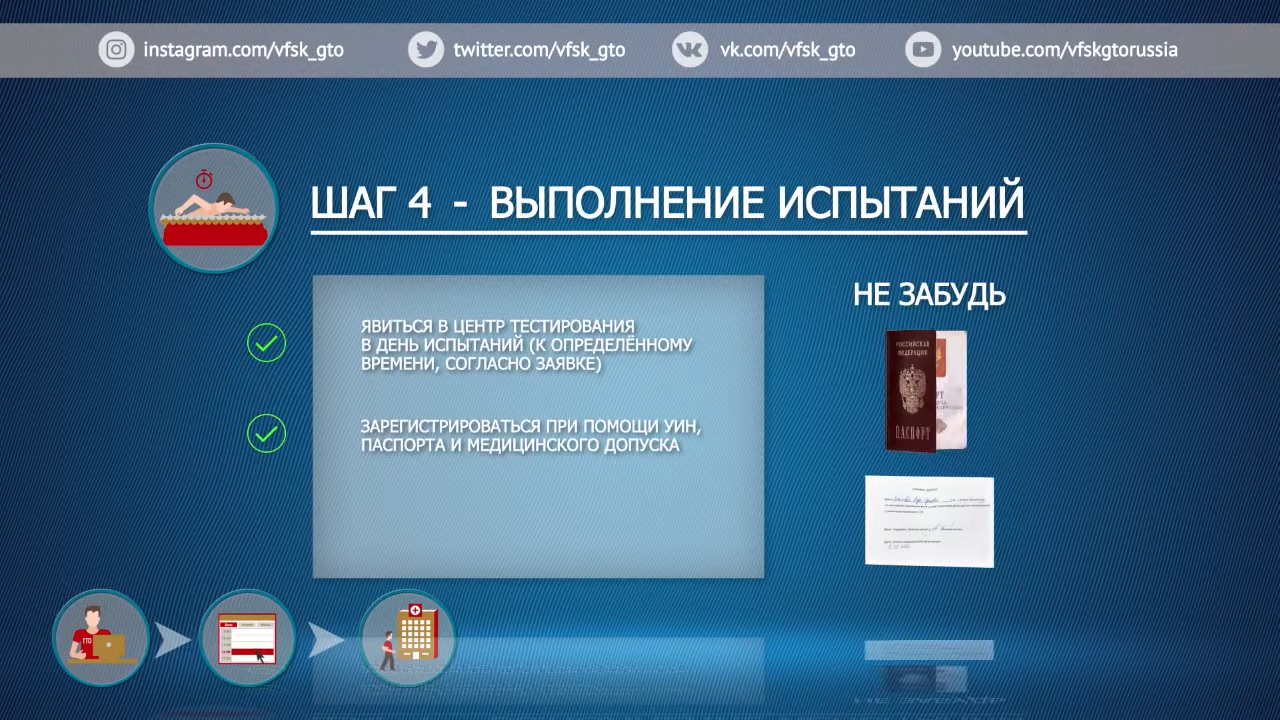 instagram.com/vfsk_gto
twitter.com/vfsk_gto
vk.com/vfsk_gto
youtube.com/vfskgtorussia
ШАГ 4 - ВЫПОЛНЕНИЕ ИСПЫТАНИЙ
ЯВИТЬСЯ В ЦЕНТР ТЕСТИРОВАНИЯ
В ДЕНЬ ИСПЫТАНИЙ (К ОПРЕДЕЛЁННОМУ
ВРЕМЕНИ, СОГЛАСНО ЗАЯВКЕ)
ЗАРЕГИСТРИРОВАТЬСЯ ПРИ ПОМОЩИ УИН,
ПАСПОРТА И МЕДИЦИНСКОГО ДОПУСКА
НЕ ЗАБУДЬ
РОССИЙСКАЯ
ФЕДЕРАЦИЯ
ПАСПОРТ
ГТО